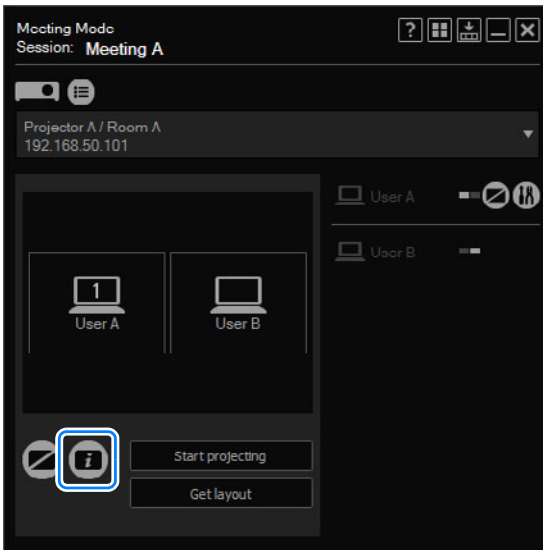 Meeting Mode
Session: Meeting A
?
Projector A / Room A
192.168.50.101
User A
User B
1
User A
User B
i
Start projecting
Get layout